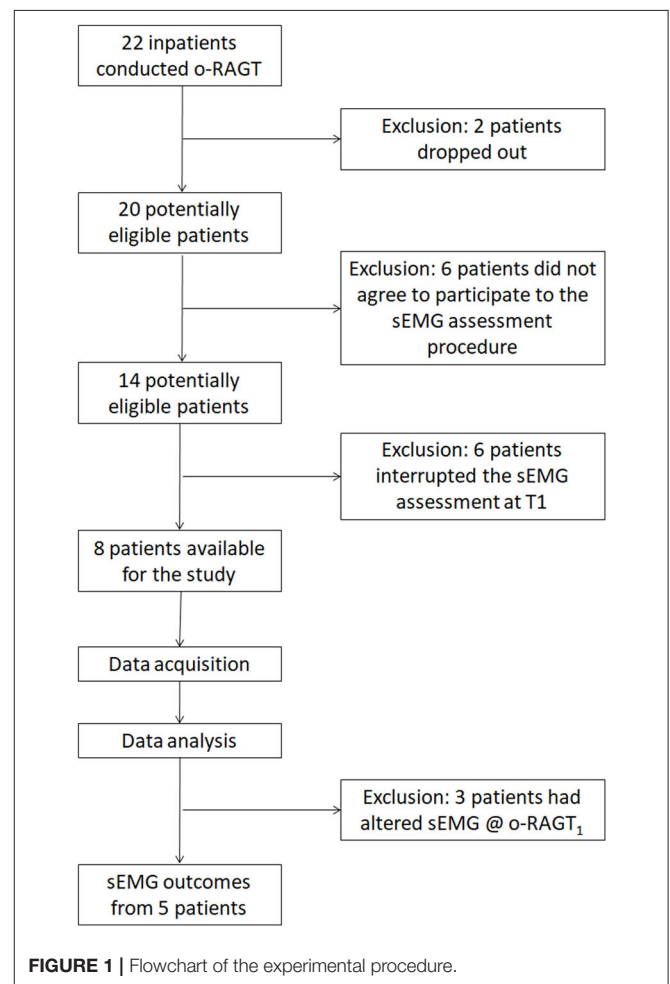 22 inpatients
conducted o-RAGT
Exclusion: 2 patients
dropped out
20 potentially
eligible patients
Exclusion: 6 patients did not
agree to participate to the
sEMG assessment
procedure
14 potentially
eligible patients
Exclusion: 6 patients
interrupted the sEMG
assessment at T1
8 patients available
for the study
Data acquisition
Data analysis
Exclusion: 3 patients had
altered sEMG @ o-RAGT₁
sEMG outcomes
from 5 patients
FIGURE 1 | Flowchart of the experimental procedure.